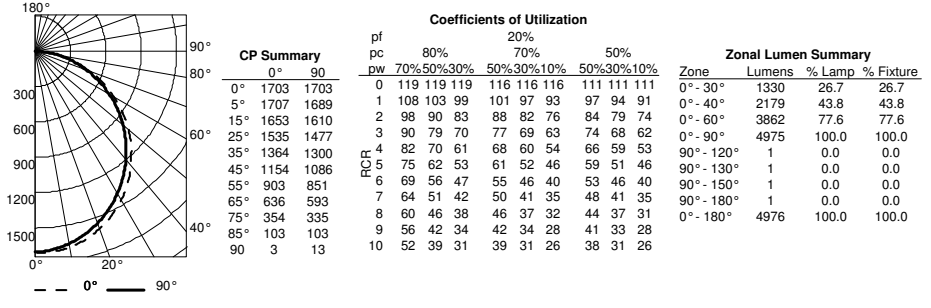 180°
90°
80°
300
600
60°
900
1200
40°
1500
0° 20°
0° 90°
CP Summary
0° 90
0° 1703 1703
5° 1707 1689
15° 1653 1610
25° 1535 1477
35° 1364 1300
45° 1154 1086
55° 903 851
65° 636 593
75° 354 335
85° 103 103
90 3 13
Coefficients of Utilization
pf 20%
pc 80% 70% 50%
pw 70%50%30% 50%30%10% 50%30%10%
RCR
0 119 119 119 116 116 116 111 111 111
1 108 103 99 101 97 93 97 94 91
2 98 90 83 88 82 76 84 79 74
3 90 79 70 77 69 63 74 68 62
4 82 70 61 68 60 54 66 59 53
5 75 62 53 61 52 46 59 51 46
6 69 56 47 55 46 40 53 46 40
7 64 51 42 50 41 35 48 41 35
8 60 46 38 46 37 32 44 37 31
9 56 42 34 42 34 28 41 33 28
10 52 39 31 39 31 26 38 31 26
Zonal Lumen Summary
Zone Lumens % Lamp % Fixture
0° - 30° 1330 26.7 26.7
0° - 40° 2179 43.8 43.8
0° - 60° 3862 77.6 77.6
0° - 90° 4975 100.0 100.0
90° - 120° 1 0.0 0.0
90° - 130° 1 0.0 0.0
90° - 150° 1 0.0 0.0
90° - 180° 1 0.0 0.0
0° - 180° 4976 100.0 100.0